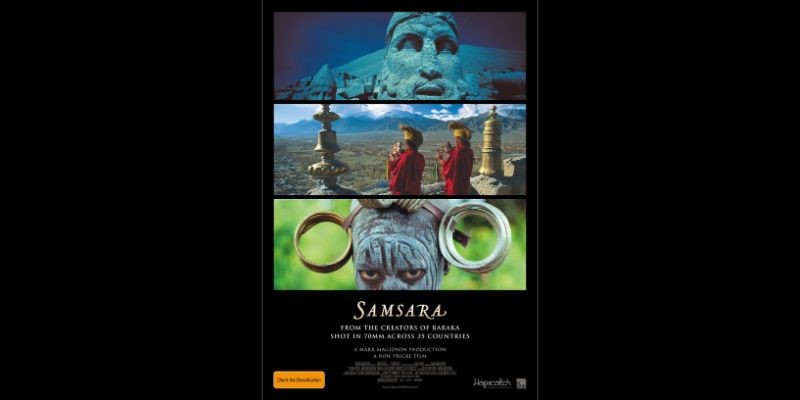 SAMSARA
FROM THE CREATORS OF BARAKA
SHOT IN 70MM ACROSS 25 COUNTRIES
A MARK MAGIDSON PRODUCTION
A RON FRICKE FILM
Check the Classification
Hopscotch